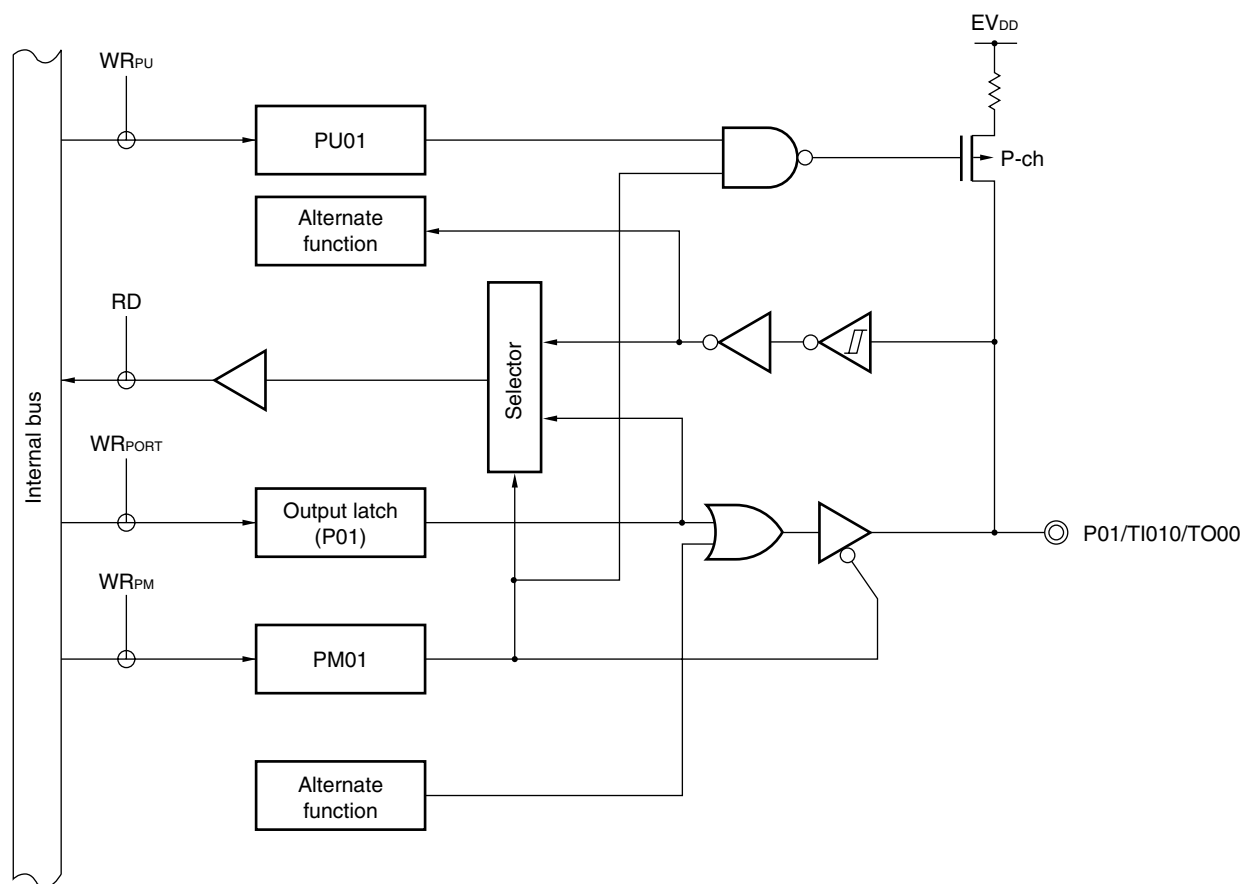 EVDD
WRPU
PU01
P-ch
Alternate
function
RD
Selector
Internal bus
WRPORT
Output latch
(P01)
P01/TI010/TO00
WRPM
PM01
Alternate
function